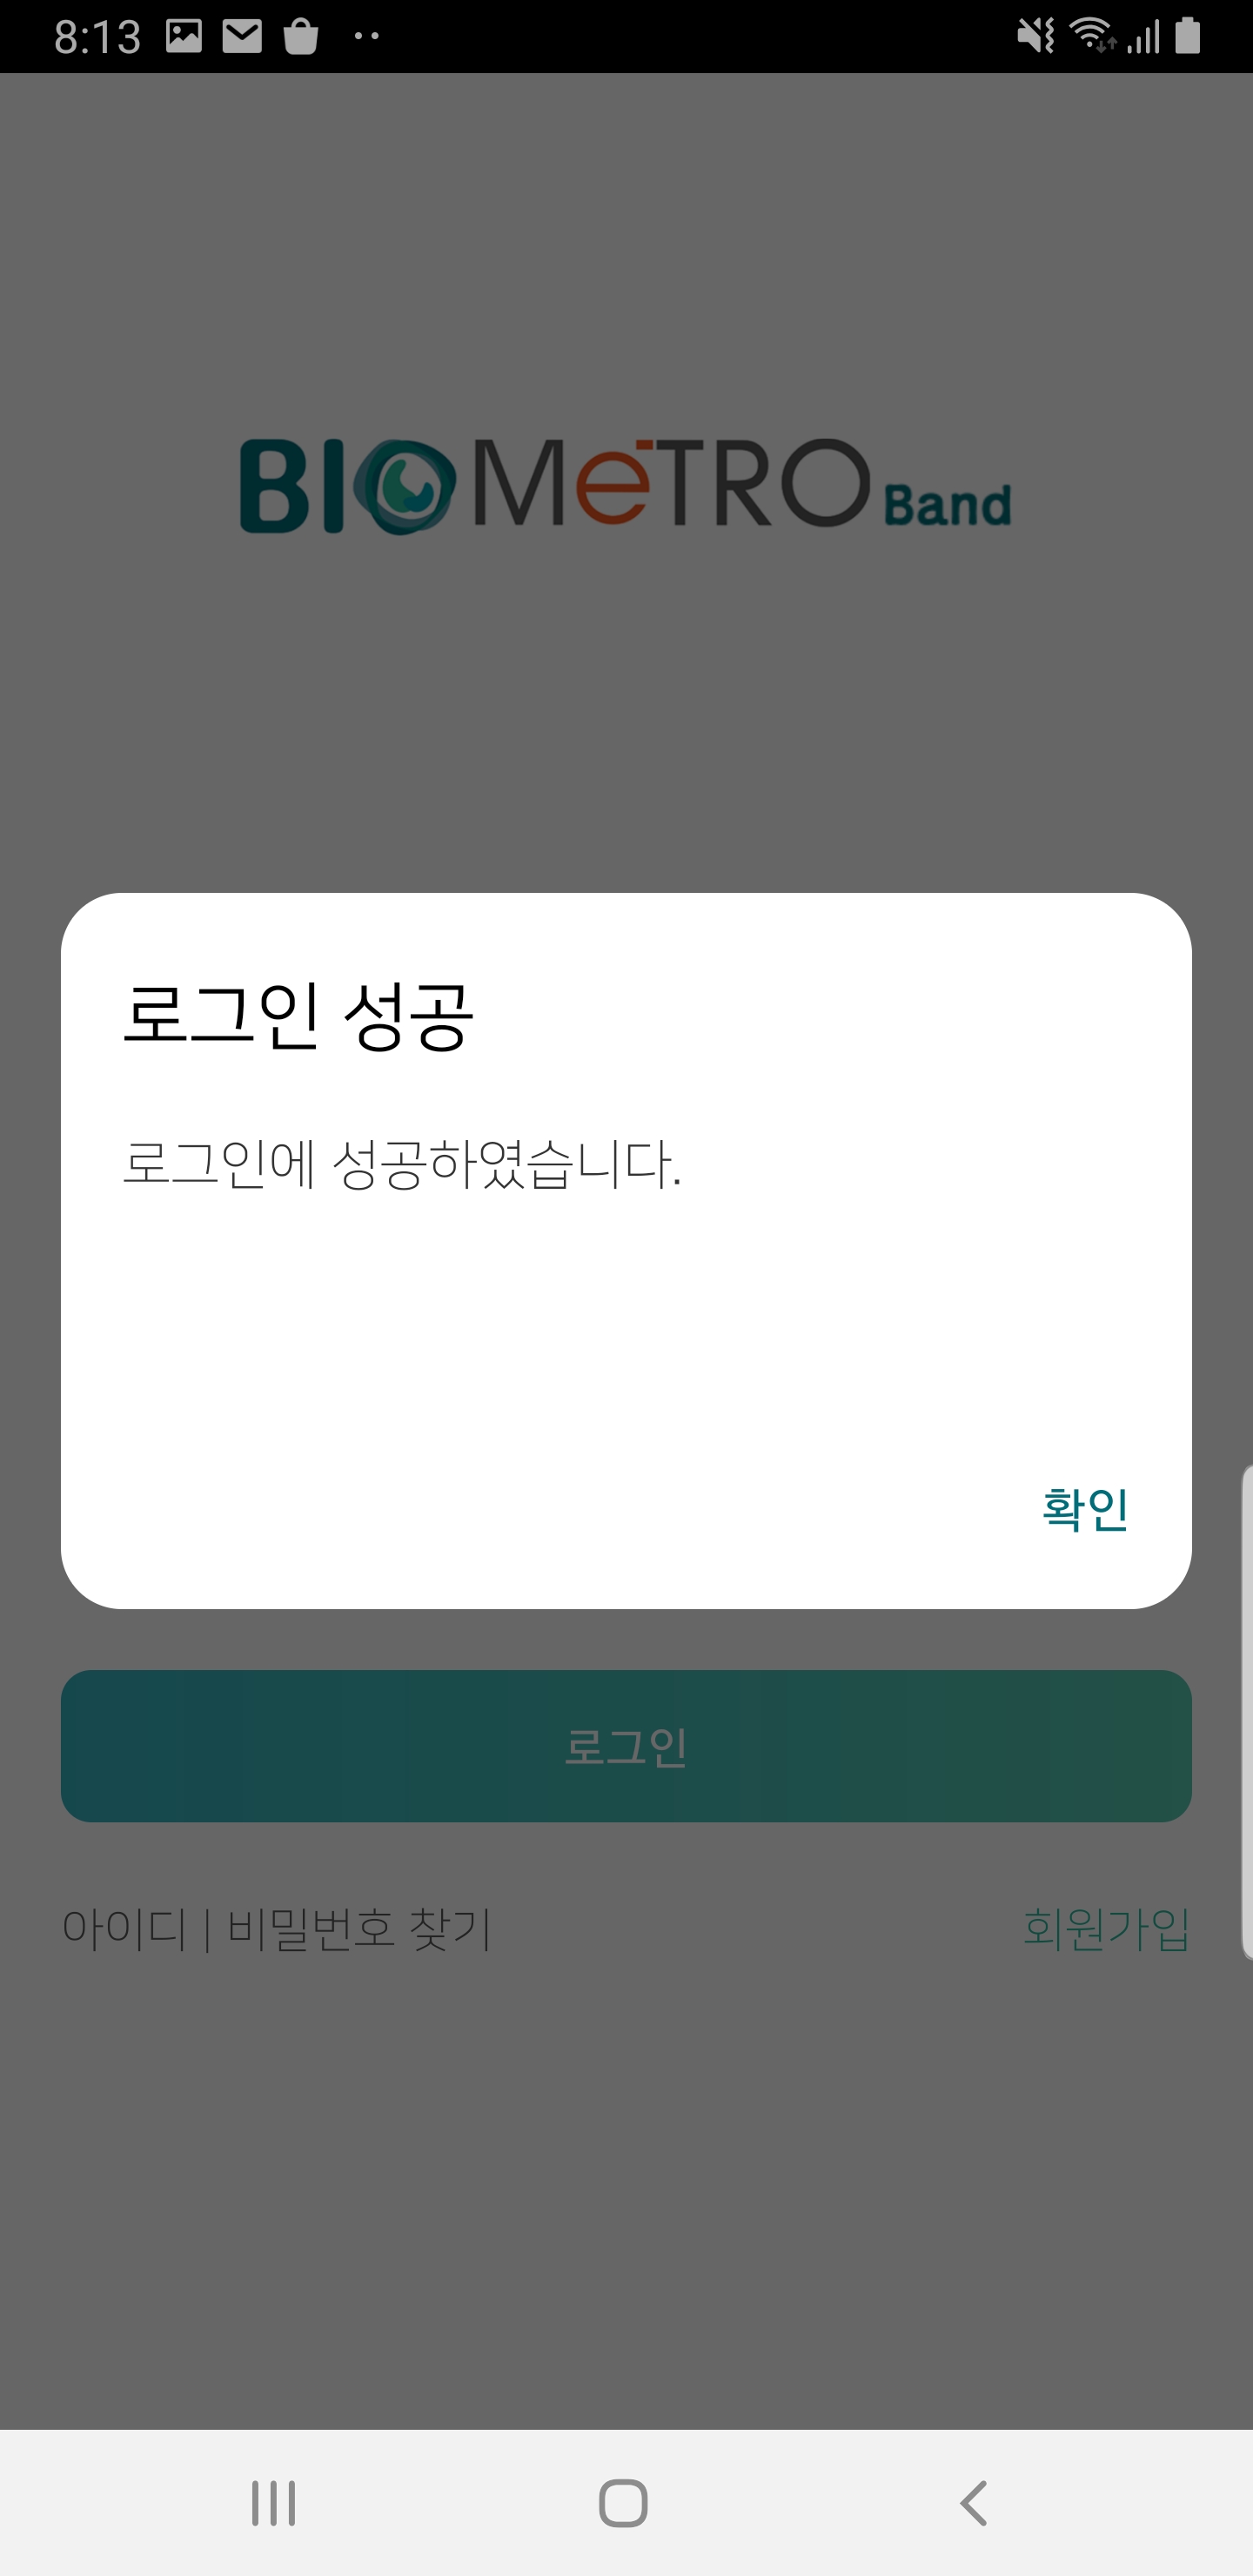 8:13
BIOMeTRO Band
로그인 성공
로그인에 성공하였습니다.
확인
로그인
아이디 | 비밀번호 찾기
회원가입